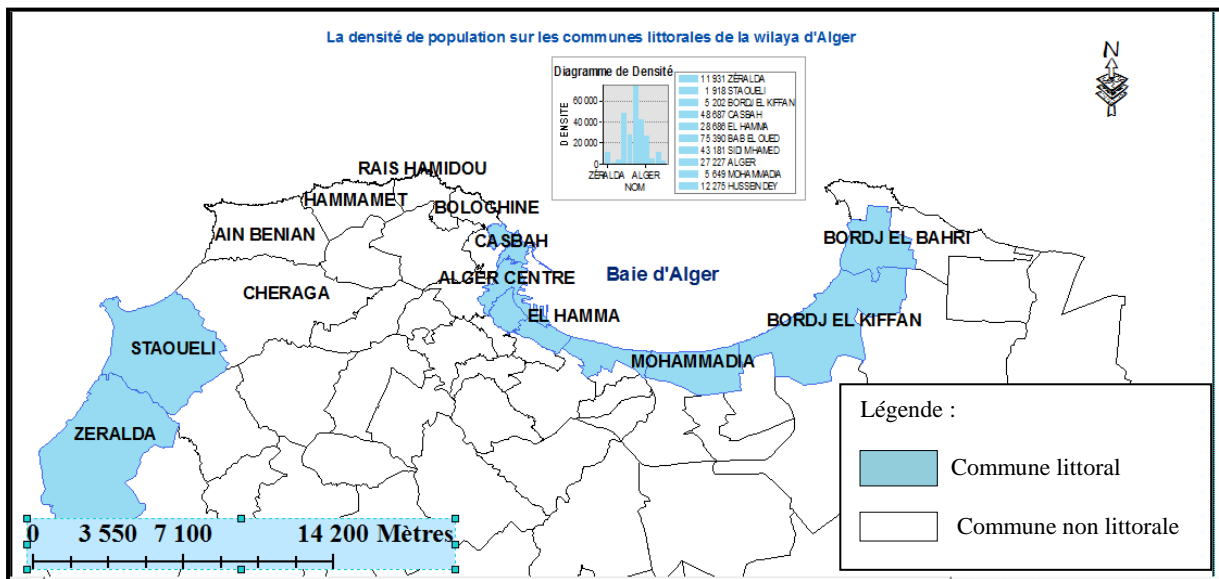 La densité de population sur les communes littorales de la wilaya d'Alger
N
Diagramme de Densité
DENSITE
60 000
40 000
20 000
0
ZÉRALDA ALGER
NOM
11 931 ZÉRALDA
1 918 STAOUELI
5 202 BORDJ EL KIFFAN
48 687 CASBAH
28 686 EL HAMMA
75 390 BAB EL OUED
43 181 SIDI MHAMED
27 227 ALGER
5 649 MOHAMMADIA
12 275 HUSSEIN DEY
RAIS HAMIDOU
HAMMAMET
BOLOGHINE
AIN BENIAN
CASBAH
BORDJ EL BAHRI
ALGER CENTRE
Baie d'Alger
CHERAGA
EL HAMMA
BORDJ EL KIFFAN
STAOUELI
MOHAMMADIA
ZERALDA
Légende :
Commune littoral
Commune non littorale
0 3 550 7 100 14 200 Mètres